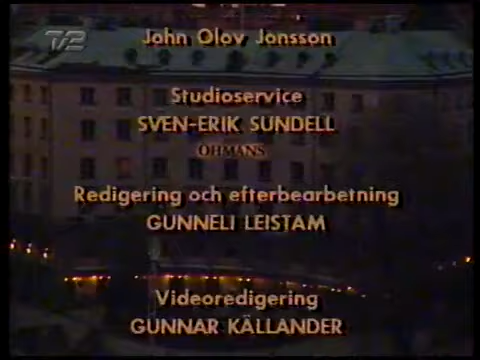 TV2
John Olov Jonsson
Studioservice
SVEN-ERIK SUNDELL
ÖHMANS
Redigering och efterbearbetning
GUNNELI LEISTAM
Videoredigering
GUNNAR KÄLLANDER